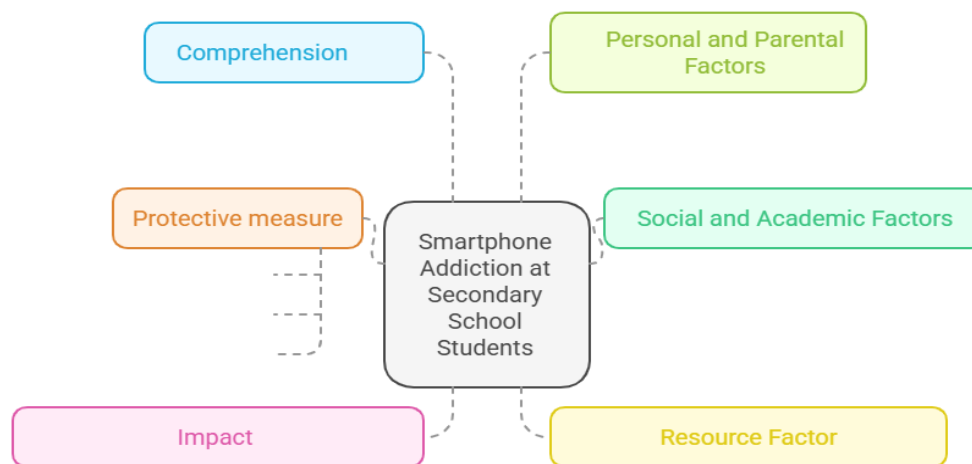 Comprehension
Personal and Parental
Factors
Protective measure
Social and Academic Factors
Smartphone
Addiction at
Secondary
School
Students
Impact
Resource Factor